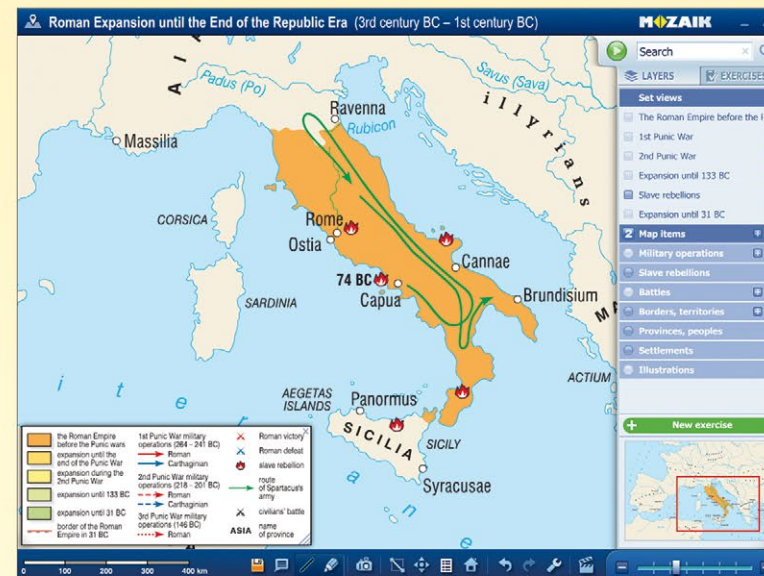 Roman Expansion until the End of the Republic Era (3rd century BC – 1st century BC)
MOZAIK
Search
LAYERS
EXERCISES
Set views
The Roman Empire before the
1st Punic War
2nd Punic War
Expansion until 133 BC
Slave rebellions
Expansion until 31 BC
Map items
Military operations
Slave rebellions
Battles
Borders, territories
Provinces, peoples
Settlements
Illustrations
New exercise
Padus (Po)
Savus (Sava)
Ravenna
Rubicon
illyrians
Massilia
CORSICA
Rome
Ostia
Cannae
74 BC
Capua
Brundisium
SARDINIA
ACTIUM
AEGETAS
ISLANDS
Panormus
SICILIA
SICILY
Syracusae
the Roman Empire
before the Punic wars
expansion until the
end of the Punic War
expansion during the
2nd Punic War
expansion until 133 BC
expansion until 31 BC
border of the Roman
Empire in 31 BC
1st Punic War military
operations (264 - 241 BC)
Roman
Carthaginian
2nd Punic War military
operations (218 - 201 BC)
Roman
Carthaginian
3rd Punic War military
operations (146 BC)
Roman
Roman victory
Roman defeat
slave rebellion
route
of Spartacus's
army
civilians' battle
ASIA name
of province
0 100 200 300 400 km